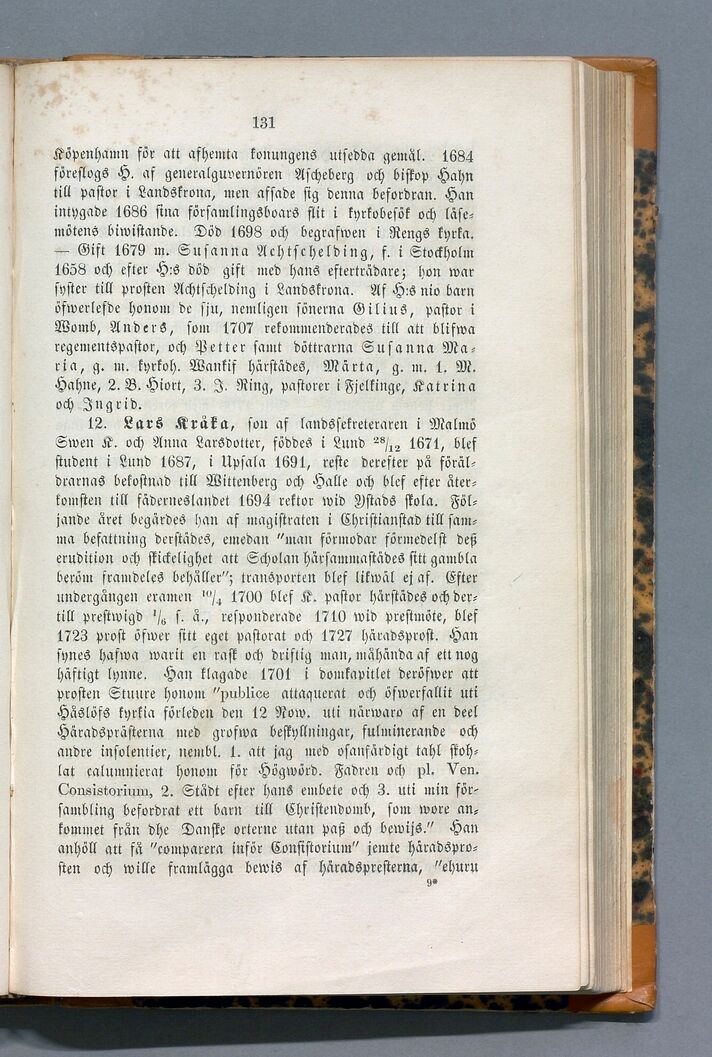 131
Köpenhamn för att afhemta konungens utsedda gemål. 1684
föreslogs H. af generalguvernören Ascheberg och biskop Hahn
till pastor i Landskrona, men afsade sig denna befordran. Han
intygade 1686 sina församlingsboars flit i kyrkobesök och läse-
mötens biwistande. Död 1698 och begrafwen i Rengs kyrka.
— Gift 1679 m. Susanna Achtschelding, f. i Stockholm
1658 och efter H:s död gift med hans efterträdare; hon war
syster till prosten Achtschelding i Landskrona. Af H:s nio barn
öfwerlefde honom de sju, nemligen sönerna Gilius, pastor i
Womb, Anders, som 1707 rekommenderades till att blifwa
regementspastor, och Petter samt döttrarna Susanna Ma-
ria, g. m. kyrkoh. Wankif härstädes, Märta, g. m. 1. M.
Hahne, 2. B. Hiort, 3. J. Ring, pastorer i Fjelkinge, Katrina
och Ingrid.
12. Lars Kråka, son af landssekreteraren i Malmö
Swen K. och Anna Larsdotter, föddes i Lund 28/12 1671, blef
student i Lund 1687, i Upsala 1691, reste derefter på föräl-
drarnas bekostnad till Wittenberg och Halle och blef efter åter-
komsten till fäderneslandet 1694 rektor wid Ystads skola. Föl-
jande året begärdes han af magistraten i Christianstad till sam-
ma befattning derstädes, emedan "man förmodar förmedelst deß
erudition och skickelighet att Scholan härsammastädes sitt gambla
beröm framdeles behåller"; transporten blef likwäl ej af. Efter
undergången examen 10/4 1700 blef K. pastor härstädes och der-
till prestwigd 1/6 s. å., responderade 1710 wid prestmöte, blef
1723 prost öfwer sitt eget pastorat och 1727 häradsprost. Han
synes hafwa warit en rask och driftig man, måhända af ett nog
häftigt lynne. Han klagade 1701 i domkapitlet deröfwer att
prosten Stuure honom "publice attaquerat och öfwerfallit uti
Håslöfs kyrkia förleden den 12 Now. uti närwaro af en deel
Häradsprästerna med grofwa beskyllningar, fulminerande och
andre insolentier, nembl. 1. att jag med osanfärdigt tahl skoh-
lat calumnierat honom för Högwörd. Fadren och pl. Ven.
Consistorium, 2. Städt efter hans embete och 3. uti min för-
sambling befordrat ett barn till Christendomb, som wore an-
kommet från dhe Danske orterne utan paß och bewijs." Han
anhöll att få "comparera inför Consistorium" jemte häradspro-
sten och wille framlägga bewis af häradspresterna, "ehuru
9*